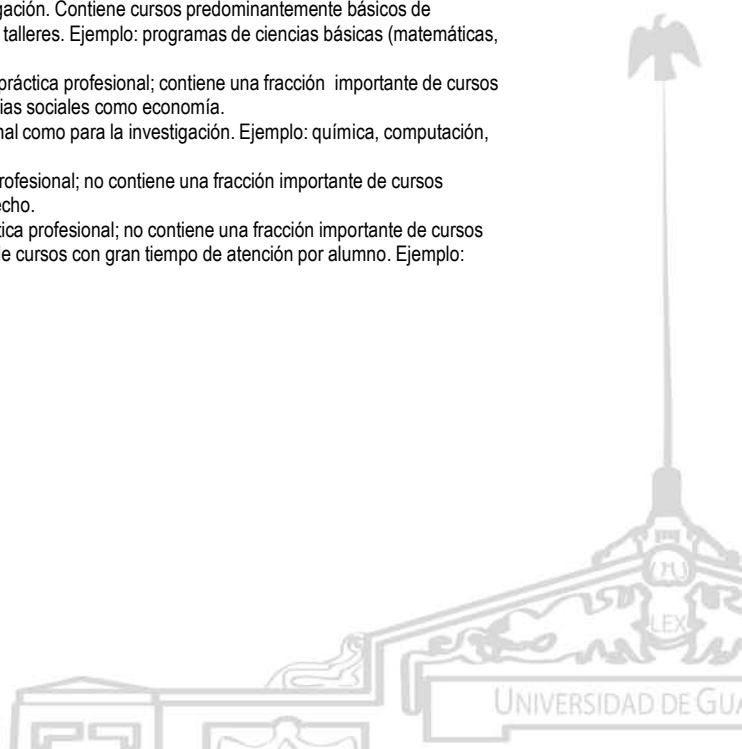 gación. Contiene cursos predominantemente básicos de
talleres. Ejemplo: programas de ciencias básicas (matemáticas,
práctica profesional; contiene una fracción importante de cursos
ias sociales como economía.
nal como para la investigación. Ejemplo: química, computación,
rofesional; no contiene una fracción importante de cursos
echo.
tica profesional; no contiene una fracción importante de cursos
de cursos con gran tiempo de atención por alumno. Ejemplo:
LEX
UNIVERSIDAD DE GUA